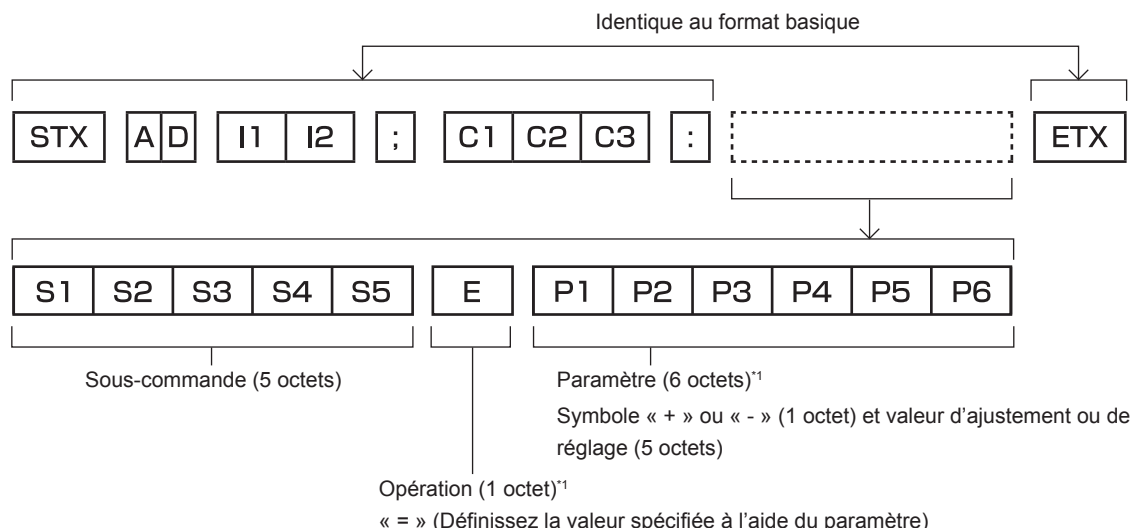 Identique au format basique
STX A D I1 I2 ; C1 C2 C3 : ETX
S1 S2 S3 S4 S5 E P1 P2 P3 P4 P5 P6
Sous-commande (5 octets)
Paramètre (6 octets)*1
Symbole « + » ou « - » (1 octet) et valeur d'ajustement ou de
réglage (5 octets)
Opération (1 octet)*1
« = » (Définissez la valeur spécifiée à l'aide du paramètre)